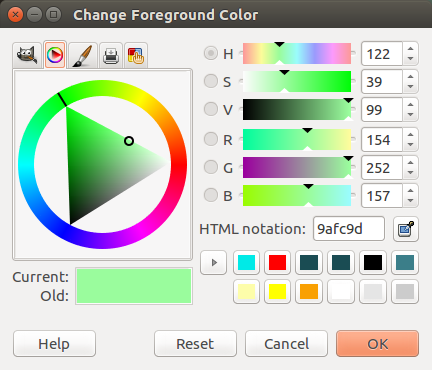 Change Foreground Color
H 122
S 39
V 99
R 154
G 252
B 157
HTML notation: 9afc9d
Current:
Old:
Help Reset Cancel OK